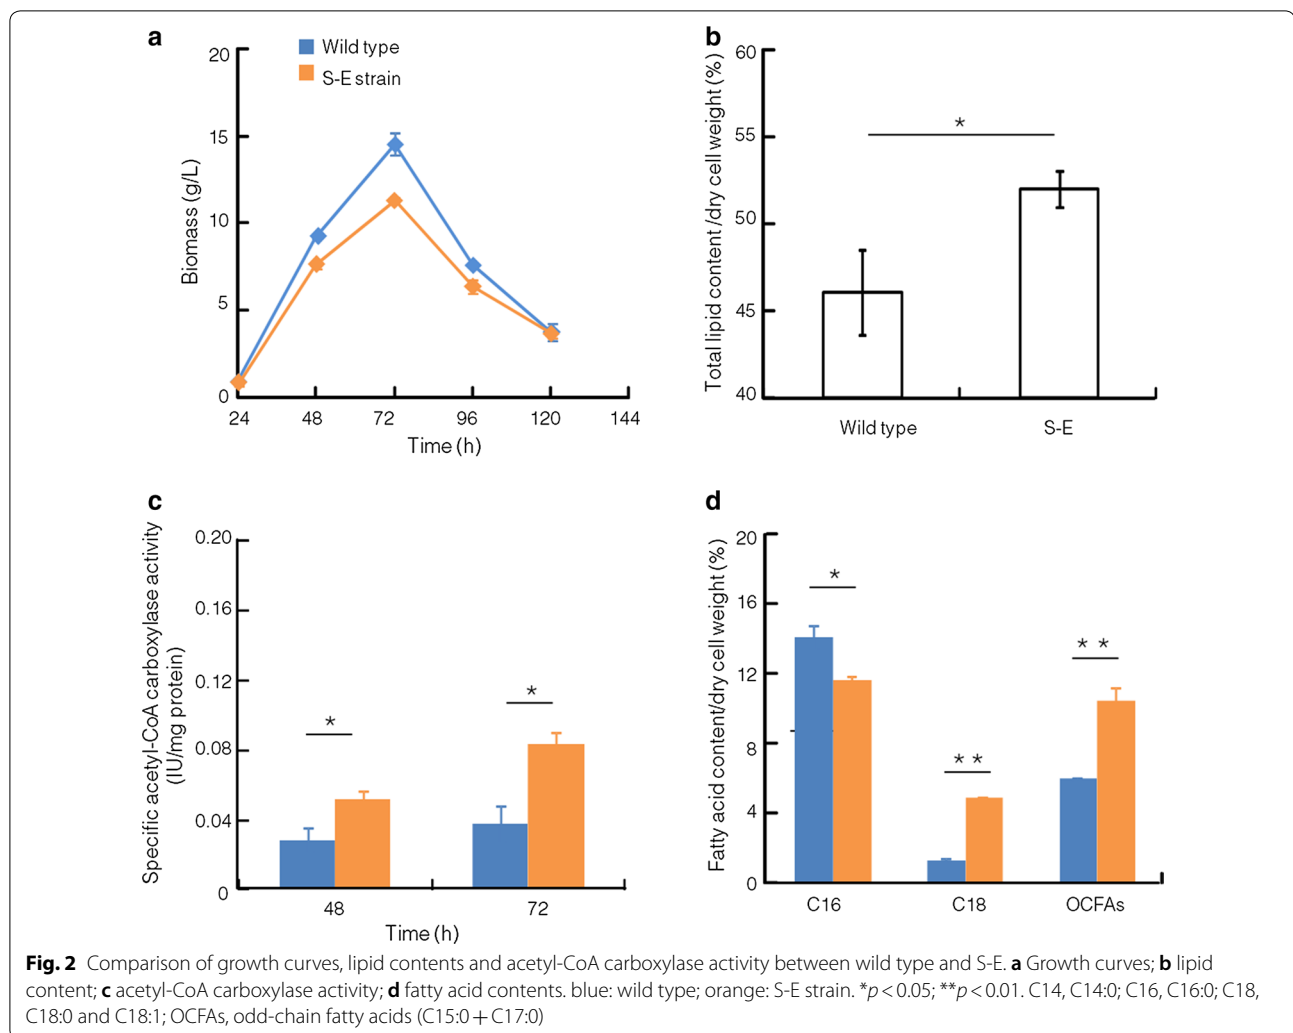 a
Wild type
S-E strain
20
15
10
5
0
Biomass (g/L)
24 48 72 96 120 144
Time (h)
b
*
60
55
50
45
40
Total lipid content /dry cell weight (%)
Wild type S-E
c
0.20
0.16
0.12
0.08
0.04
0
Specific acetyl-CoA carboxylase activity
(IU/mg protein)
*
*
48 72
Time (h)
d
20
16
12
8
4
0
Fatty acid content/dry cell weight (%)
*
**
**
C16 C18 OCFAs
Fig. 2 Comparison of growth curves, lipid contents and acetyl-CoA carboxylase activity between wild type and S-E. a Growth curves; b lipid
content; c acetyl-CoA carboxylase activity; d fatty acid contents. blue: wild type; orange: S-E strain. *p < 0.05; **p < 0.01. C14, C14:0; C16, C16:0; C18,
C18:0 and C18:1; OCFAs, odd-chain fatty acids (C15:0 + C17:0)